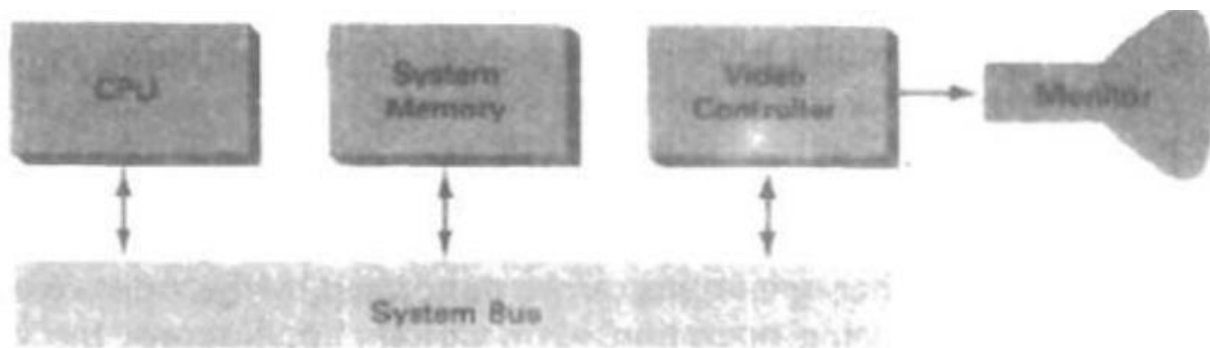 CPU
System
Memory
Video
Controller
Monitor
System Bus